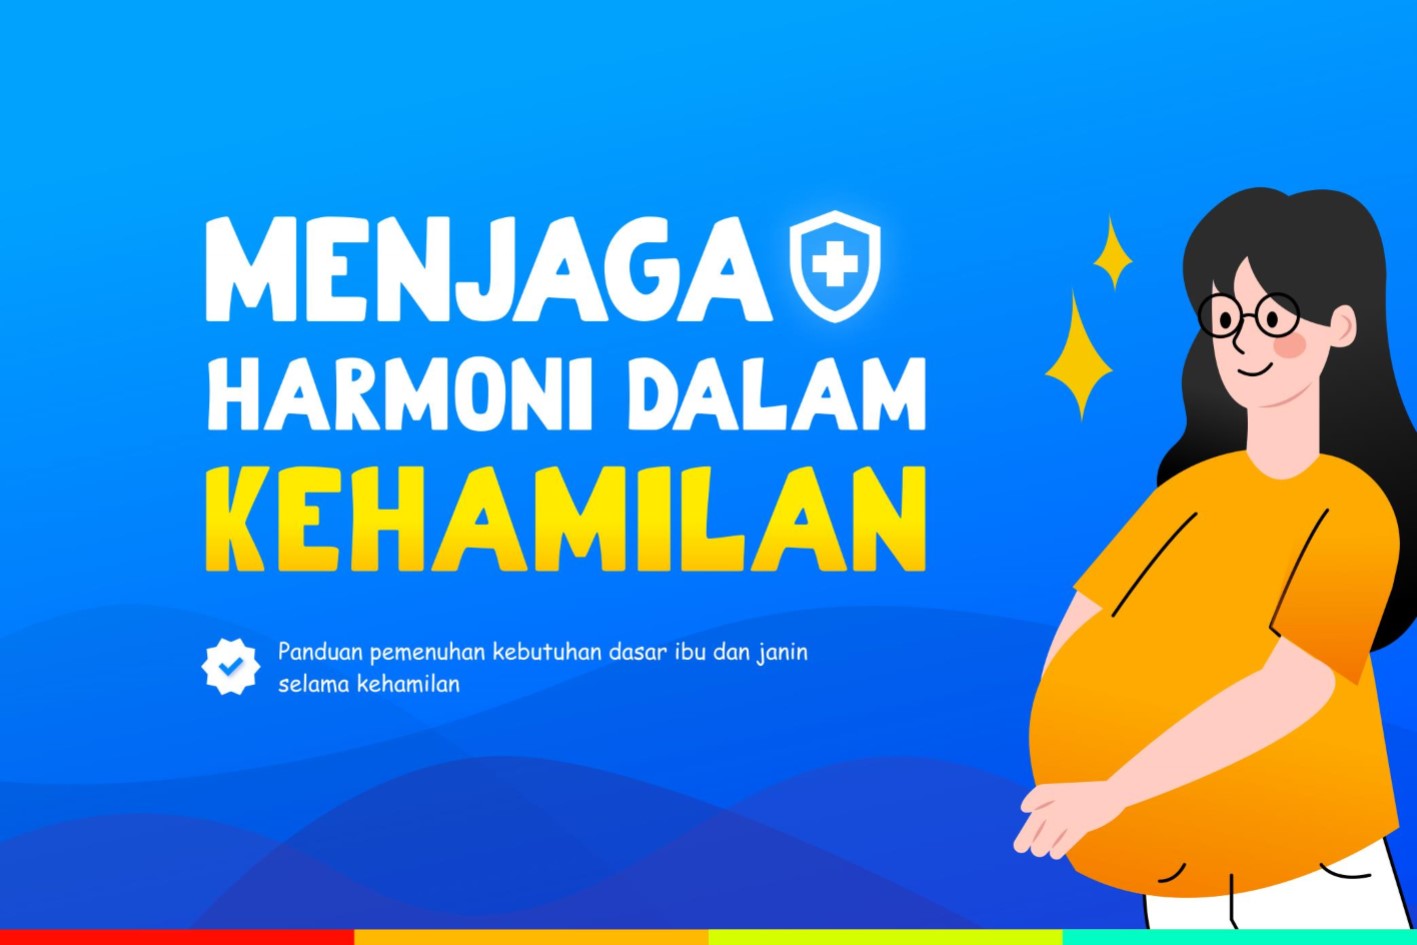 MENJAGA
HARMONI DALAM
KEHAMILAN
Panduan pemenuhan kebutuhan dasar ibu dan janin
selama kehamilan